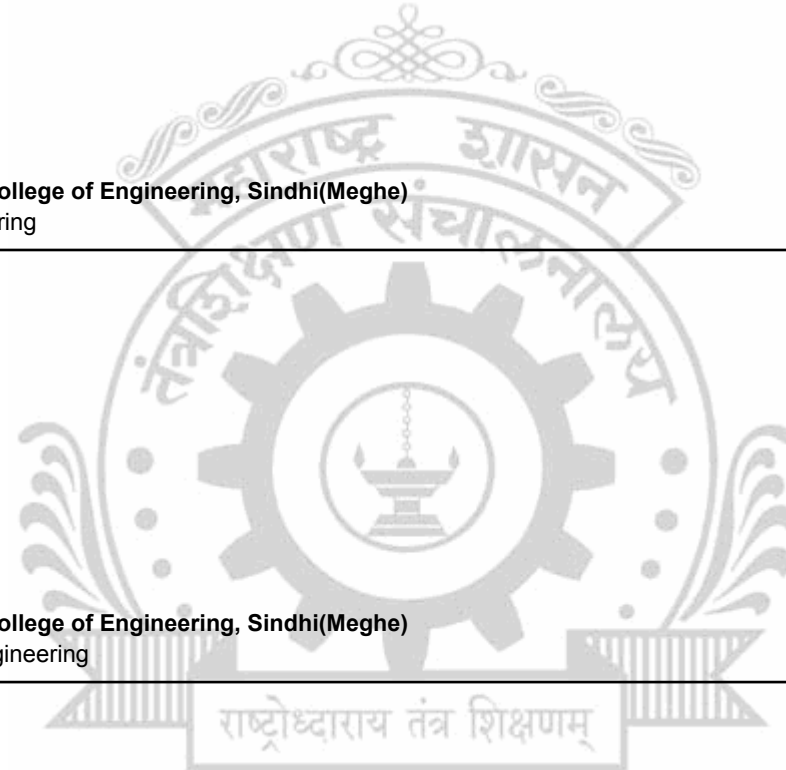 महाराष्ट्र शासन
ollege of Engineering, Sindhi(Meghe)
ring
तंत्रशिक्षण संचालनालय
ollege of Engineering, Sindhi(Meghe)
gineering
राष्ट्रोध्दाराय तंत्र शिक्षणम्